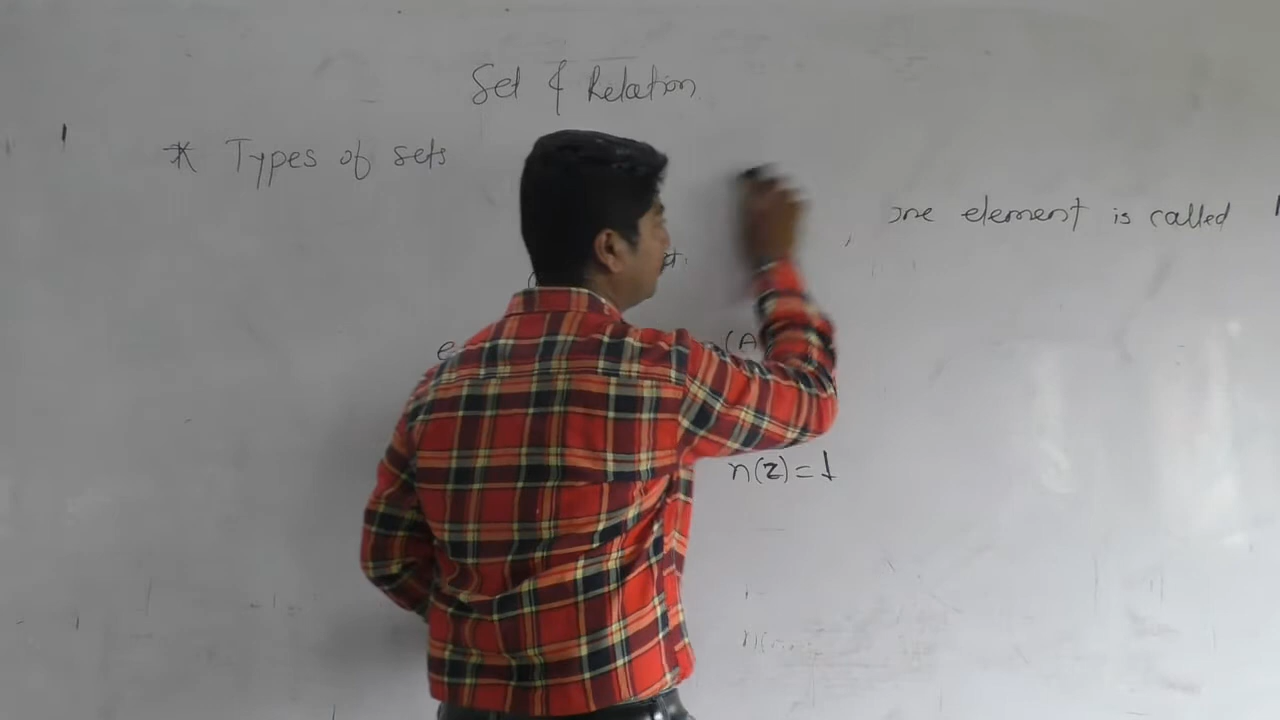 Set & Relation
* Types of sets
one element is called
n(A
n(z)=1